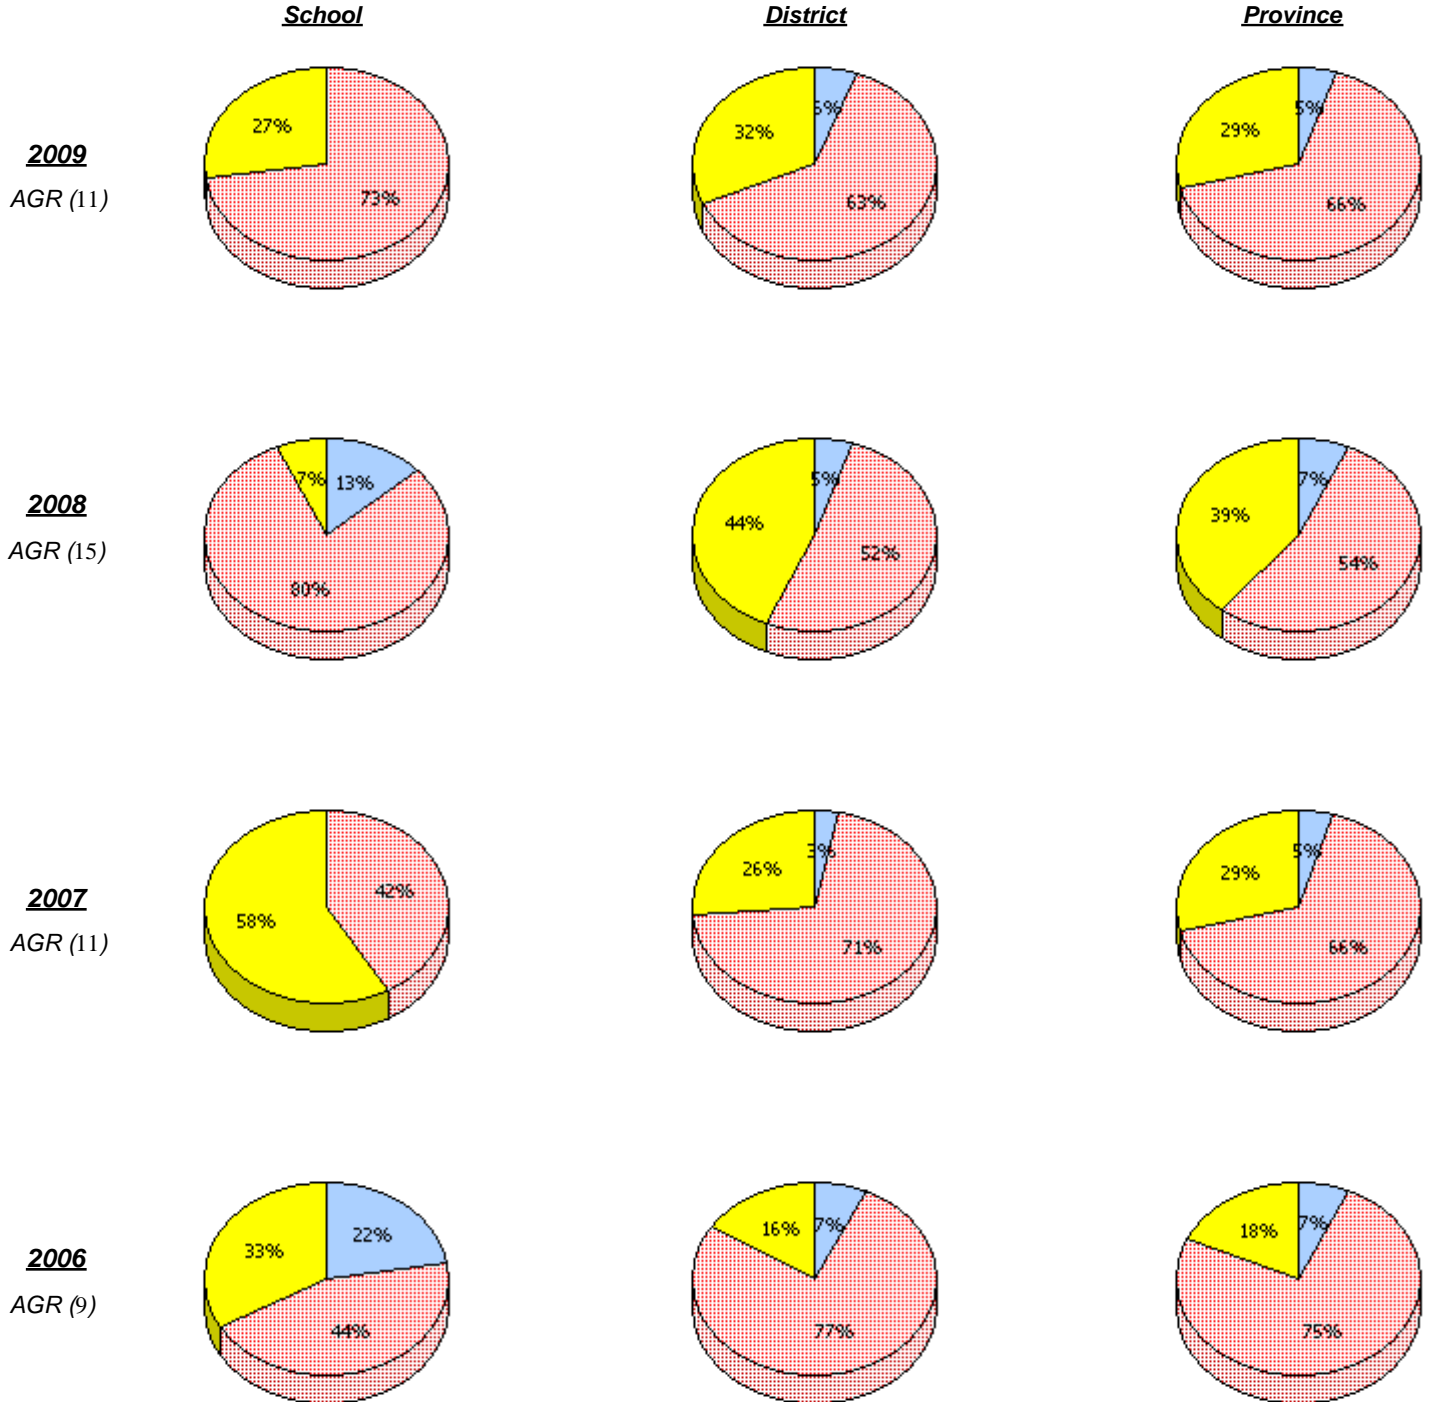 School District Province
2009
AGR (11)
27% 73%
32% 6% 63%
29% 5% 66%
2008
AGR (15)
7% 13% 80%
44% 5% 52%
39% 7% 54%
2007
AGR (11)
58% 42%
26% 3% 71%
29% 5% 66%
2006
AGR (9)
33% 22% 44%
16% 7% 77%
18% 7% 75%